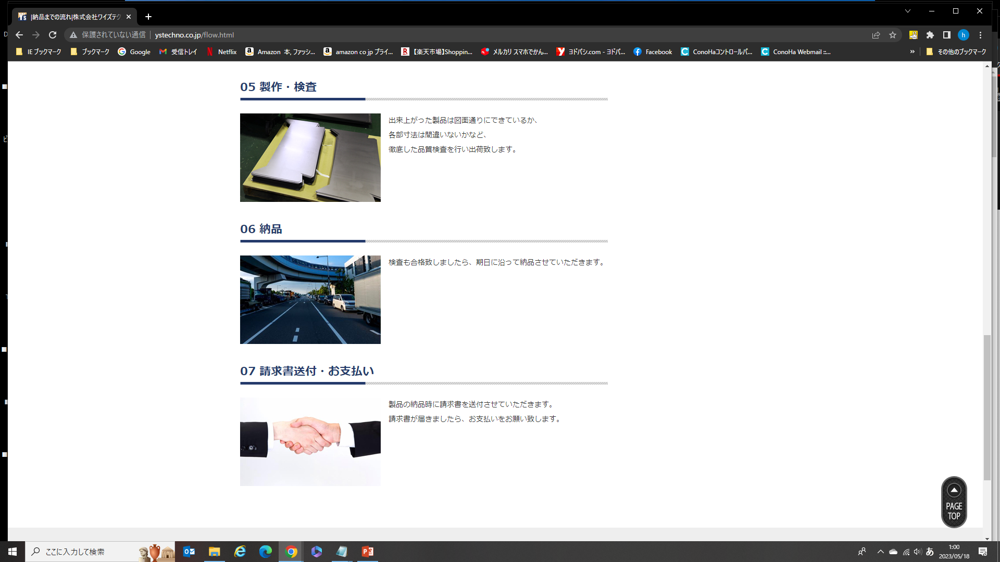 |納品までの流れ|株式会社ワイズテク
保護されていない通信
ystechno.co.jp/flow.html
h
IE ブックマーク
ブックマーク
Google
受信トレイ
Netflix
Amazon 本, ファッシ...
amazon co jp プライ...
【楽天市場】Shoppin...
メルカリ スマホでかん...
ヨドバシ.com - ヨドバ...
Facebook
ConoHaコントロールパ...
ConoHa Webmail ::...
»
その他のブックマーク
05 製作・検査
出来上がった製品は図面通りにできているか、
各部寸法は間違いないかなど、
徹底した品質検査を行い出荷致します。
06 納品
検査も合格致しましたら、期日に沿って納品させていただきます。
07 請求書送付・お支払い
製品の納品時に請求書を送付させていただきます。
請求書が届きましたら、お支払いをお願い致します。
PAGE
TOP
ここに入力して検索
あ
1:00
2023/05/18